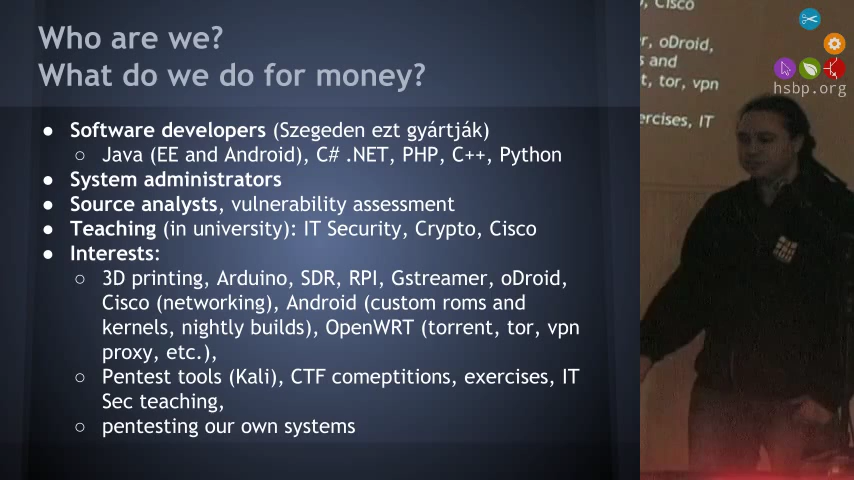 Who are we?
What do we do for money?
● Software developers (Szegeden ezt gyártják)
○ Java (EE and Android), C# .NET, PHP, C++, Python
● System administrators
● Source analysts, vulnerability assessment
● Teaching (in university): IT Security, Crypto, Cisco
● Interests:
○ 3D printing, Arduino, SDR, RPI, Gstreamer, oDroid,
Cisco (networking), Android (custom roms and
kernels, nightly builds), OpenWRT (torrent, tor, vpn
proxy, etc.),
○ Pentest tools (Kali), CTF comeptitions, exercises, IT
Sec teaching,
○ pentesting our own systems
, Cisco
r, oDroid,
s and
t, tor, vpn
ercises, IT
hsbp.org